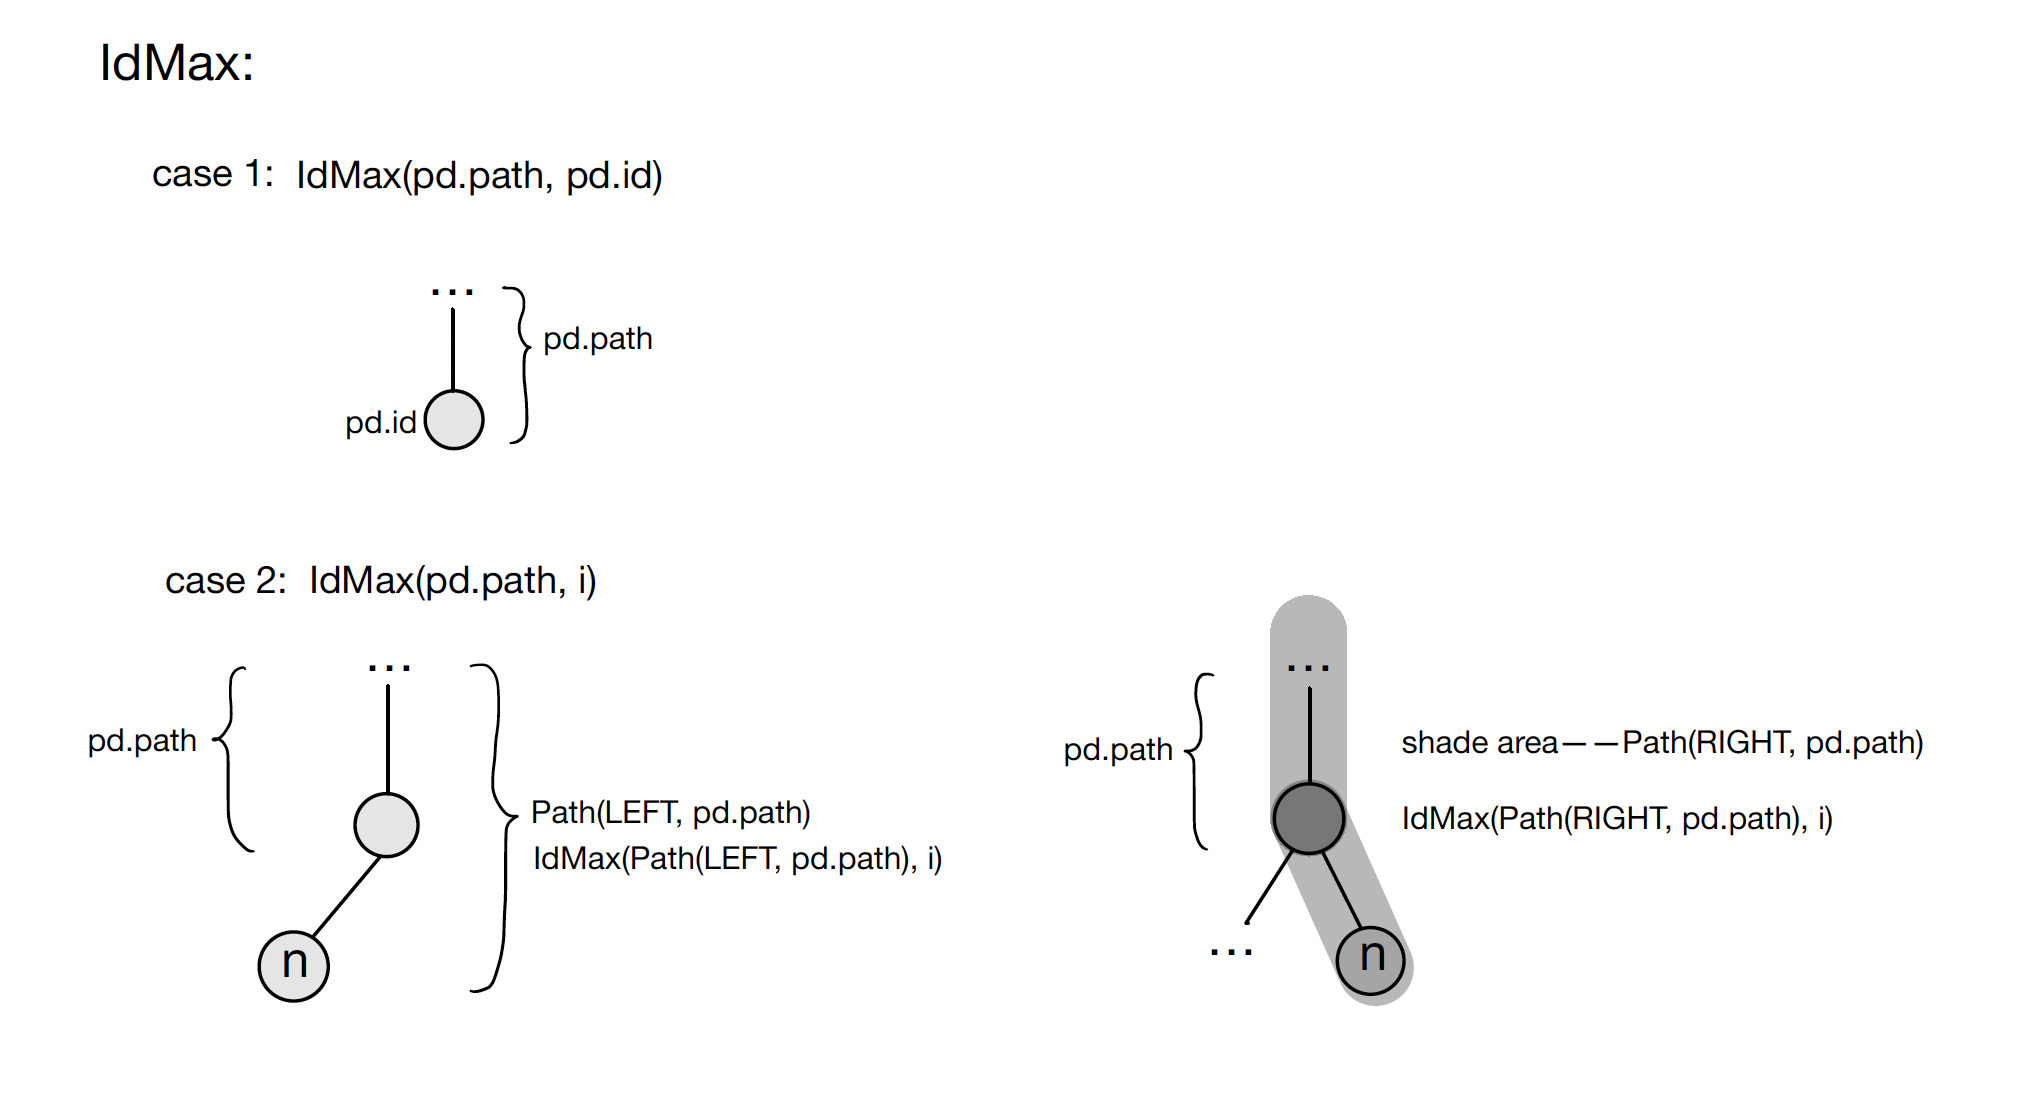 IdMax:
case 1: IdMax(pd.path, pd.id)
...
pd.path
pd.id
case 2: IdMax(pd.path, i)
...
pd.path
Path(LEFT, pd.path)
IdMax(Path(LEFT, pd.path), i)
n
...
pd.path
shade area——Path(RIGHT, pd.path)
IdMax(Path(RIGHT, pd.path), i)
...
n